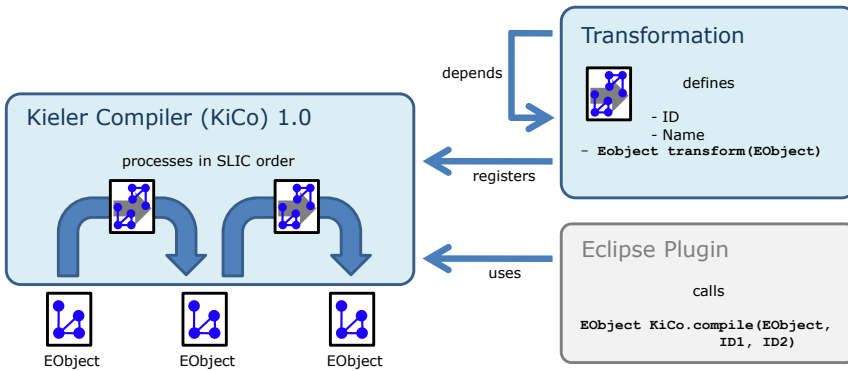 Transformation
depends
defines
- ID
- Name
- Eobject transform(EObject)
Kieler Compiler (KiCo) 1.0
processes in SLIC order
registers
uses
Eclipse Plugin
calls
EObject KiCo.compile(EObject,
ID1, ID2)
EObject
EObject
EObject